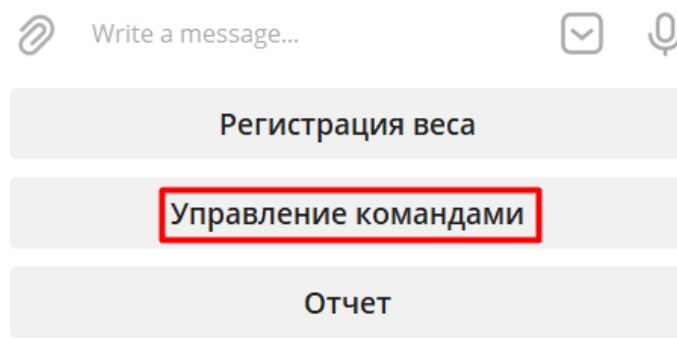 Write a message...
Регистрация веса
Управление командами
Отчет